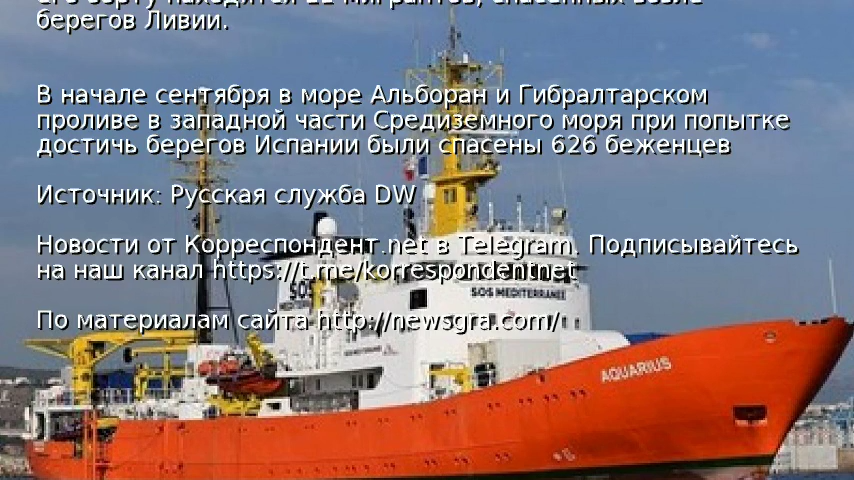 берегов Ливии.
В начале сентября в море Альборан и Гибралтарском
проливе в западной части Средиземного моря при попытке
достичь берегов Испании были спасены 626 беженцев
Источник: Русская служба DW
Новости от Корреспондент.net в Telegram. Подписывайтесь
на наш канал https://t.me/korrespondentnet
По материалам сайта http://newsgra.com/
SOS
SOS MEDITERRANEE
AQUARIUS